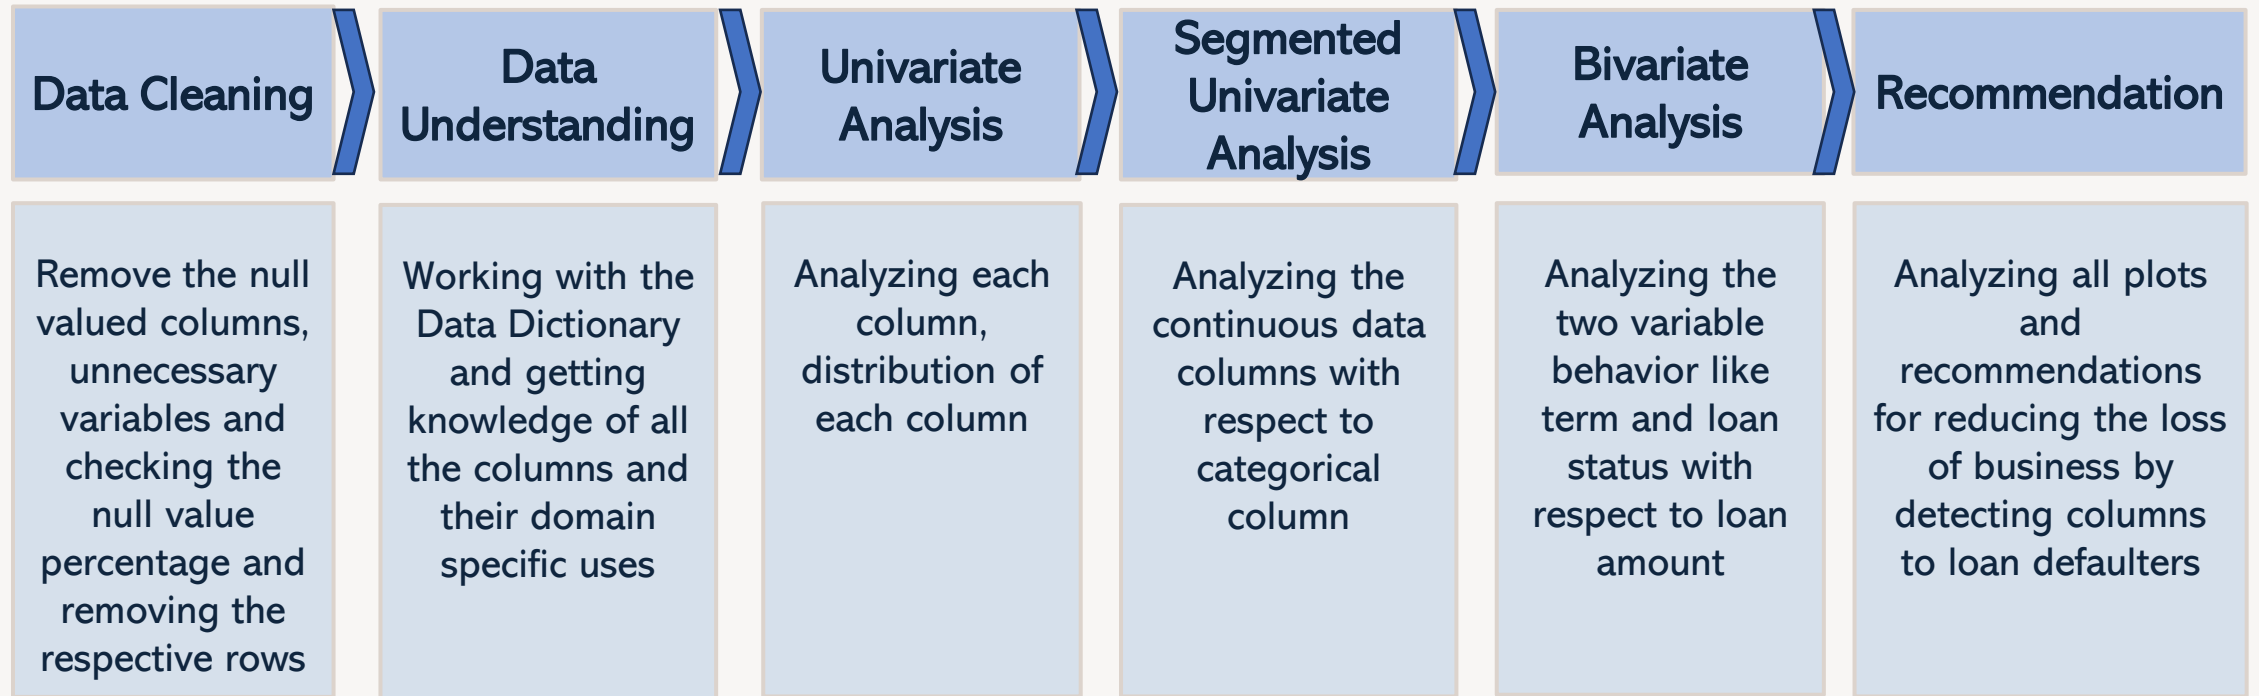 Data Cleaning
Remove the null
valued columns,
unnecessary
variables and
checking the
null value
percentage and
removing the
respective rows
Data
Understanding
Working with the
Data Dictionary
and getting
knowledge of all
the columns and
their domain
specific uses
Univariate
Analysis
Analyzing each
column,
distribution of
each column
Segmented
Univariate
Analysis
Analyzing the
continuous data
columns with
respect to
categorical
column
Bivariate
Analysis
Analyzing the
two variable
behavior like
term and loan
status with
respect to loan
amount
Recommendation
Analyzing all plots
and
recommendations
for reducing the loss
of business by
detecting columns
to loan defaulters